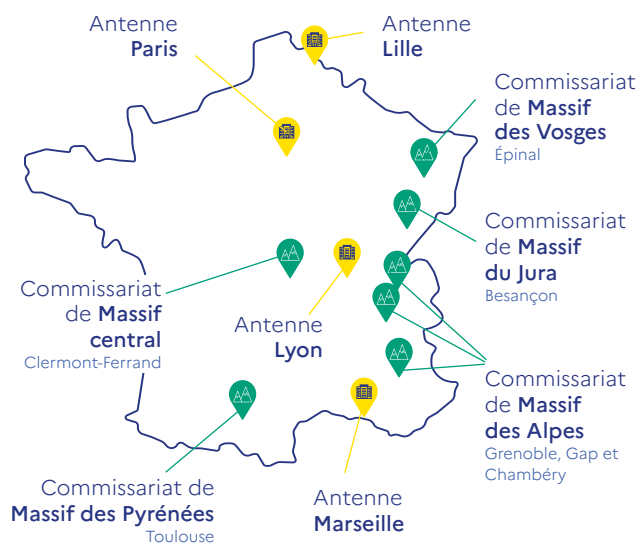 Antenne
Paris
Antenne
Lille
Commissariat
de Massif
des Vosges
Épinal
Commissariat
de Massif
du Jura
Besançon
Commissariat
de Massif
central
Clermont-Ferrand
Antenne
Lyon
Commissariat
de Massif
des Alpes
Grenoble, Gap et
Chambéry
Commissariat de
Massif des Pyrénées
Toulouse
Antenne
Marseille